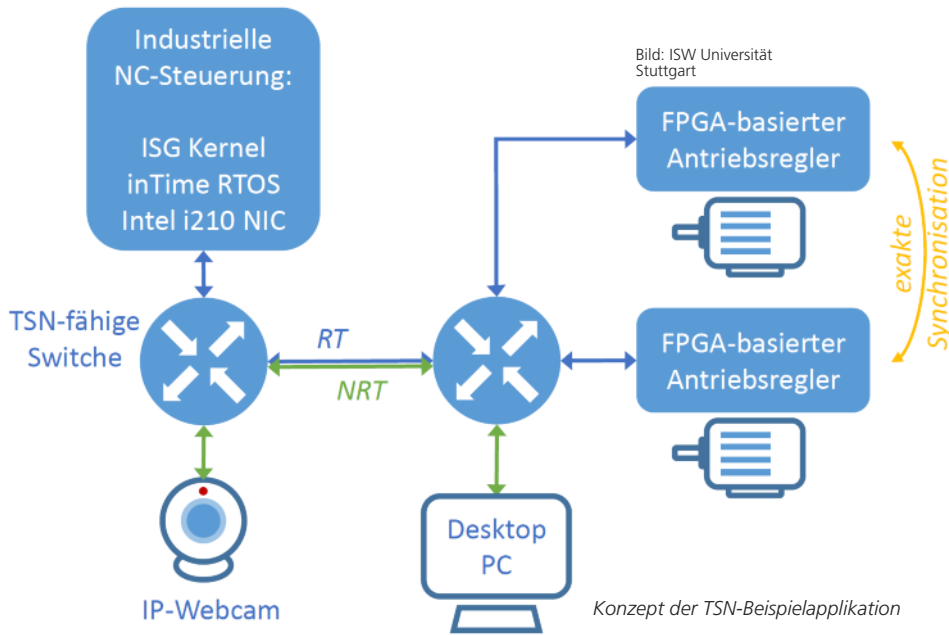 Industrielle
NC-Steuerung:
ISG Kernel
inTime RTOS
Intel i210 NIC
Bild: ISW Universität
Stuttgart
FPGA-basierter
Antriebsregler
exakte
Synchronisation
TSN-fähige
Switche
RT
NRT
FPGA-basierter
Antriebsregler
IP-Webcam
Desktop
PC
Konzept der TSN-Beispielapplikation